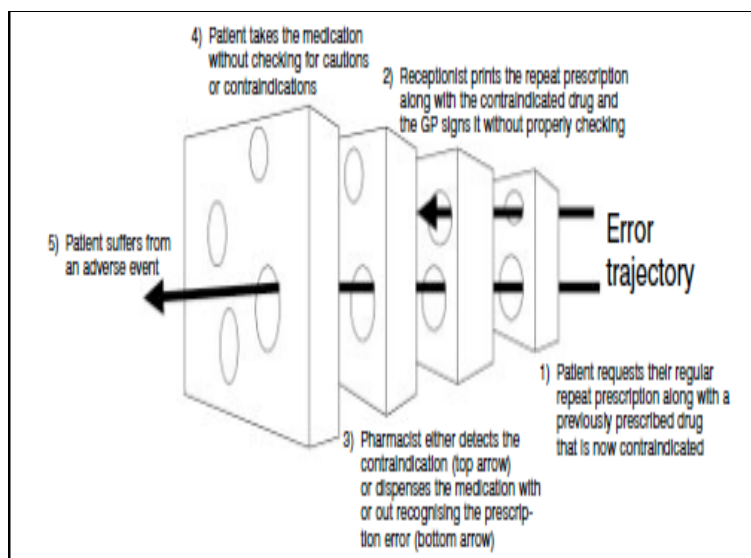 4) Patient takes the medication
without checking for cautions
or contraindications
2) Receptionist prints the repeat prescription
along with the contraindicated drug and
the GP signs it without properly checking
5) Patient suffers from
an adverse event
Error
trajectory
1) Patient requests their regular
repeat prescription along with a
previously prescribed drug
that is now contraindicated
3) Pharmacist either detects the
contraindication (top arrow)
or dispenses the medication with
or out recognising the prescrip-
tion error (bottom arrow)